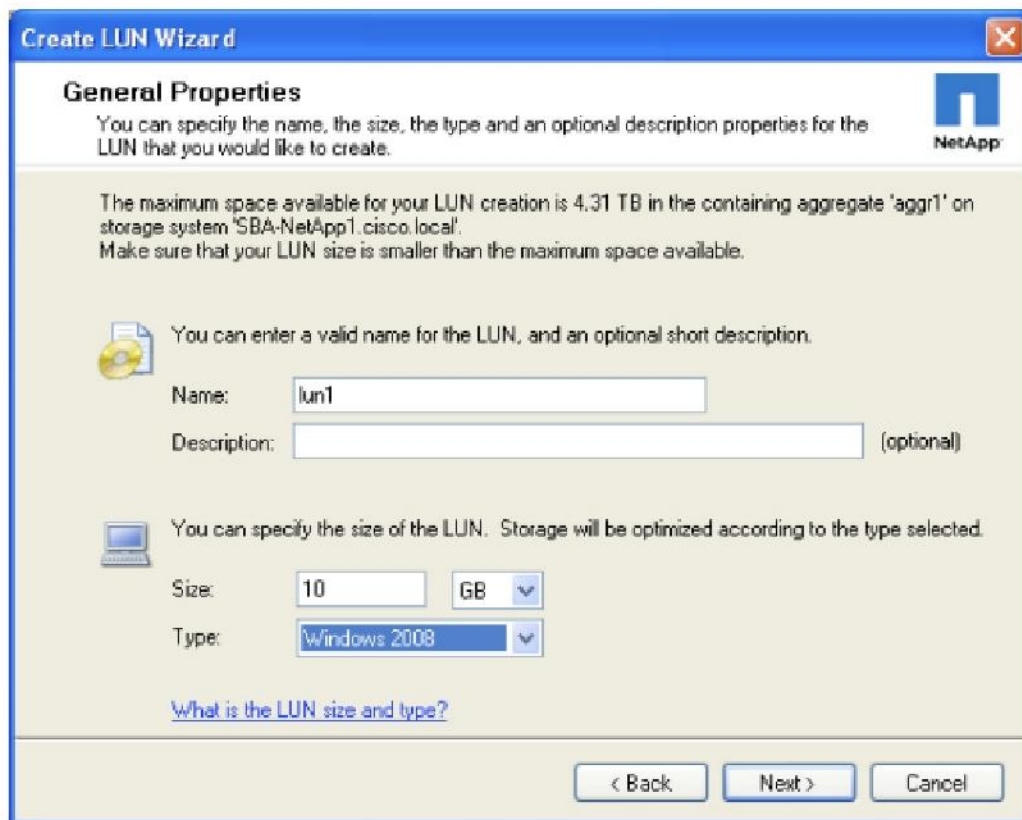 Create LUN Wizard
General Properties
You can specify the name, the size, the type and an optional description properties for the
LUN that you would like to create.
NetApp
The maximum space available for your LUN creation is 4.31 TB in the containing aggregate 'aggr1' on
storage system 'SBA-NetApp1.cisco.local'.
Make sure that your LUN size is smaller than the maximum space available.
You can enter a valid name for the LUN, and an optional short description.
Name: lun1
Description: (optional)
You can specify the size of the LUN. Storage will be optimized according to the type selected.
Size: 10 GB
Type: Windows 2008
What is the LUN size and type?
< Back Next > Cancel